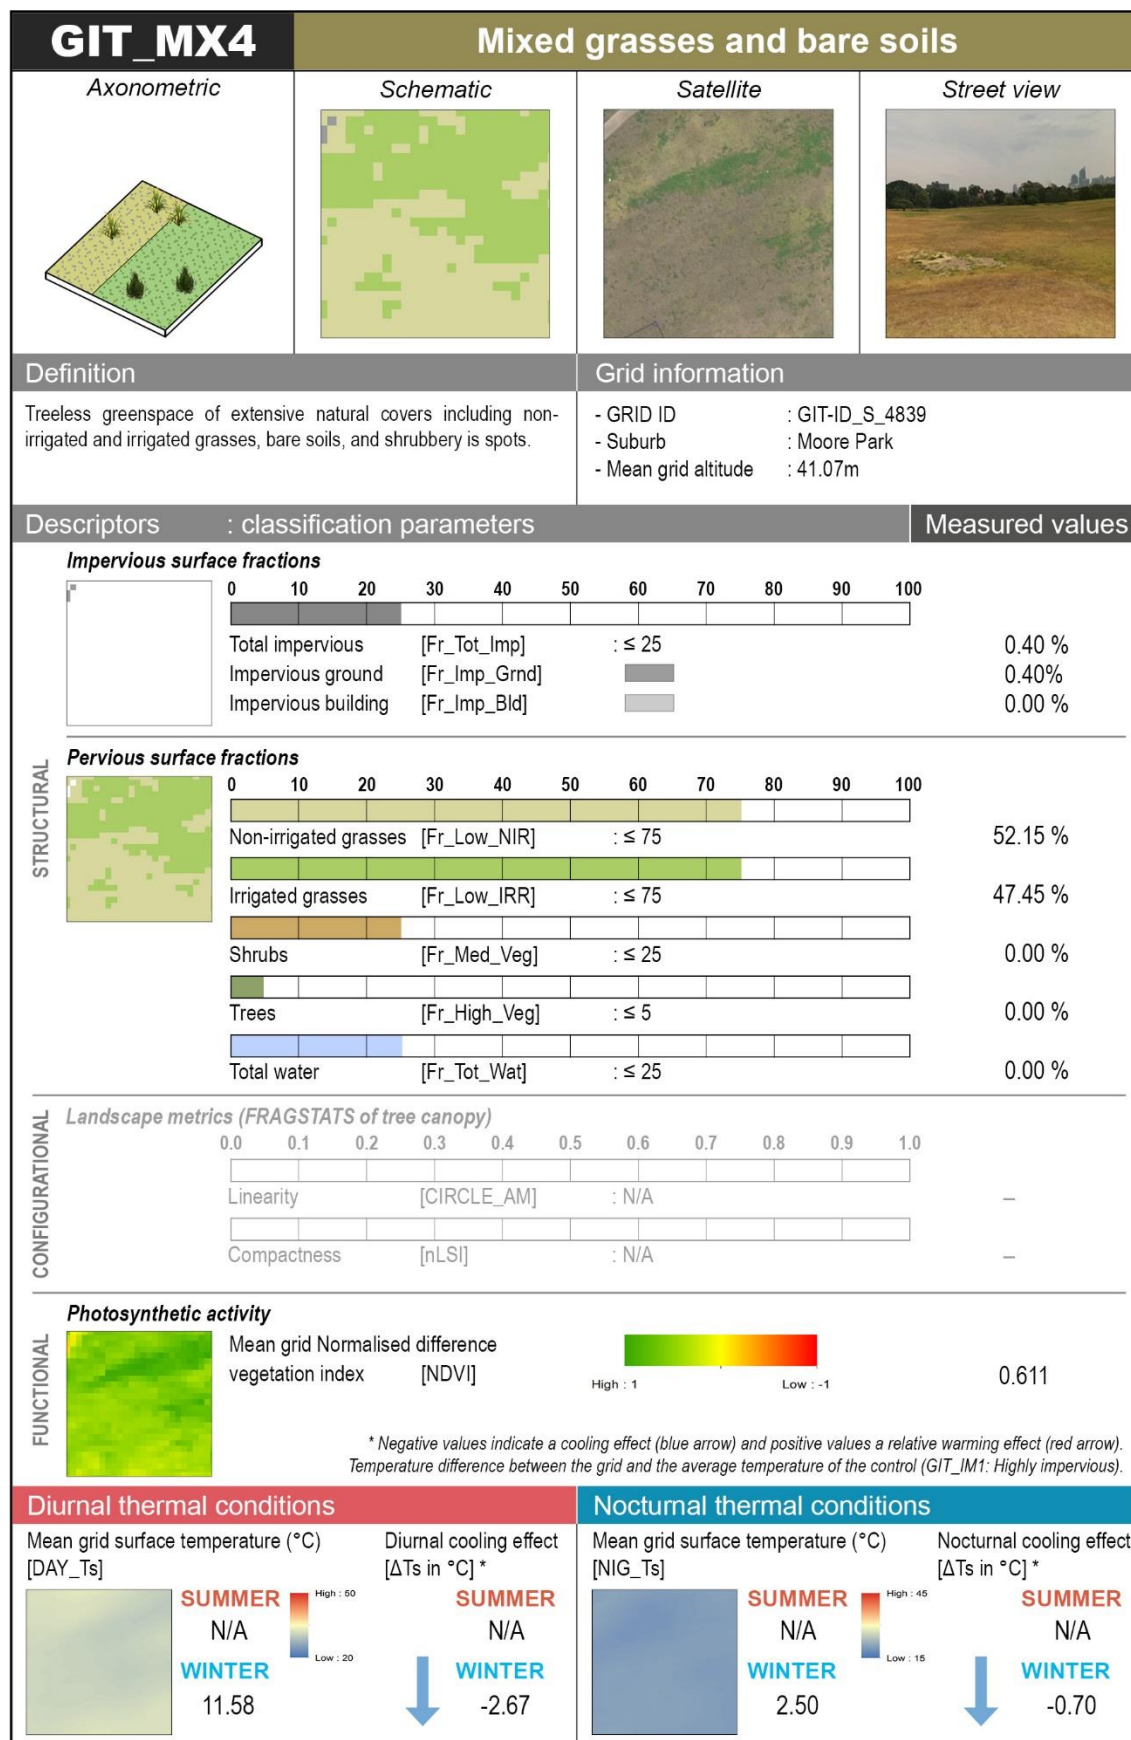 GIT_MX4 Mixed grasses and bare soils
Axonometric Schematic Satellite Street view
Definition
Treeless greenspace of extensive natural covers including non-
irrigated and irrigated grasses, bare soils, and shrubbery is spots.
Grid information
- GRID ID : GIT-ID_S_4839
- Suburb : Moore Park
- Mean grid altitude : 41.07m
Descriptors : classification parameters Measured values
STRUCTURAL
Impervious surface fractions
0 10 20 30 40 50 60 70 80 90 100
Total impervious [Fr_Tot_Imp] : ≤ 25 0.40 %
Impervious ground [Fr_Imp_Grnd] 0.40%
Impervious building [Fr_Imp_Bld] 0.00 %
Pervious surface fractions
0 10 20 30 40 50 60 70 80 90 100
Non-irrigated grasses [Fr_Low_NIR] : ≤ 75 52.15 %
Irrigated grasses [Fr_Low_IRR] : ≤ 75 47.45 %
Shrubs [Fr_Med_Veg] : ≤ 25 0.00 %
Trees [Fr_High_Veg] : ≤ 5 0.00 %
Total water [Fr_Tot_Wat] : ≤ 25 0.00 %
CONFIGURATIONAL
Landscape metrics (FRAGSTATS of tree canopy)
0.0 0.1 0.2 0.3 0.4 0.5 0.6 0.7 0.8 0.9 1.0
Linearity [CIRCLE_AM] : N/A –
Compactness [nLSI] : N/A –
FUNCTIONAL
Photosynthetic activity
Mean grid Normalised difference
vegetation index [NDVI] 0.611
High : 1 Low : -1
* Negative values indicate a cooling effect (blue arrow) and positive values a relative warming effect (red arrow).
Temperature difference between the grid and the average temperature of the control (GIT_IM1: Highly impervious).
Diurnal thermal conditions
Mean grid surface temperature (°C)
[DAY_Ts]
SUMMER
N/A
WINTER
11.58
High : 50
Low : 20
Diurnal cooling effect
[ΔTs in °C] *
SUMMER
N/A
WINTER
-2.67
Nocturnal thermal conditions
Mean grid surface temperature (°C)
[NIG_Ts]
SUMMER
N/A
WINTER
2.50
High : 45
Low : 15
Nocturnal cooling effect
[ΔTs in °C] *
SUMMER
N/A
WINTER
-0.70